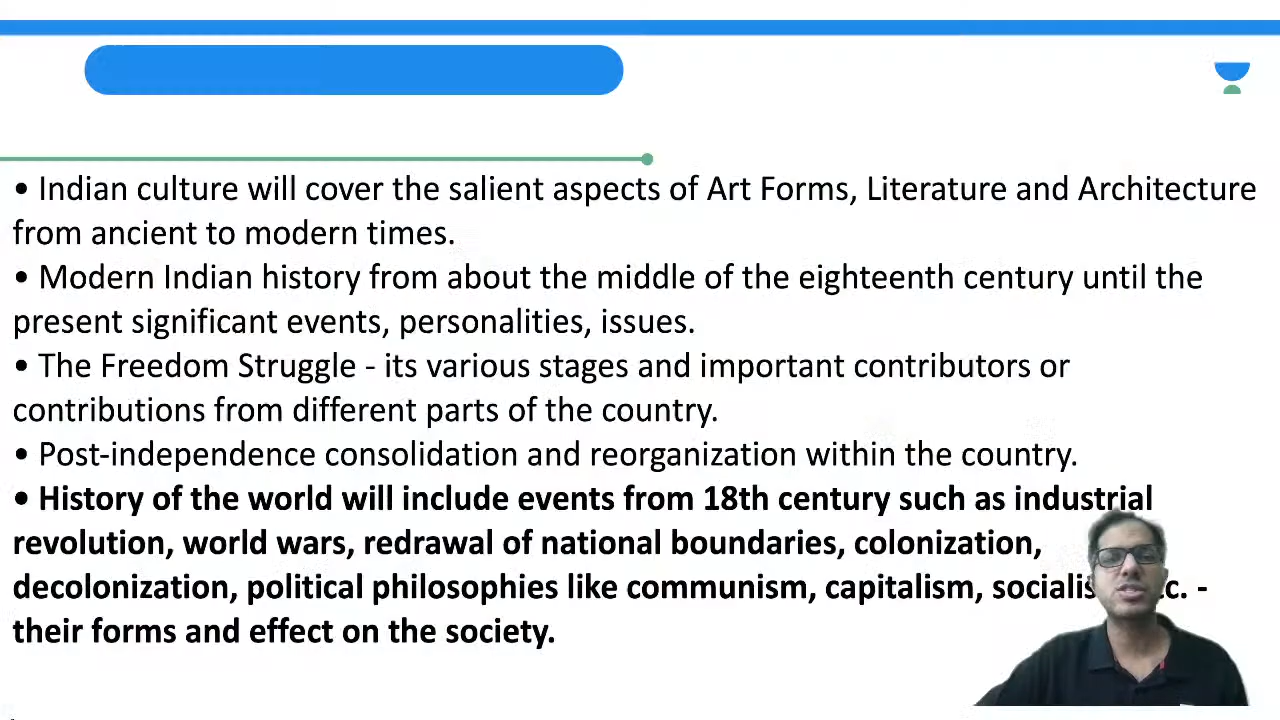 • Indian culture will cover the salient aspects of Art Forms, Literature and Architecture
from ancient to modern times.
• Modern Indian history from about the middle of the eighteenth century until the
present significant events, personalities, issues.
• The Freedom Struggle - its various stages and important contributors or
contributions from different parts of the country.
• Post-independence consolidation and reorganization within the country.
• History of the world will include events from 18th century such as industrial
revolution, world wars, redrawal of national boundaries, colonization,
decolonization, political philosophies like communism, capitalism, -
their forms and effect on the society.